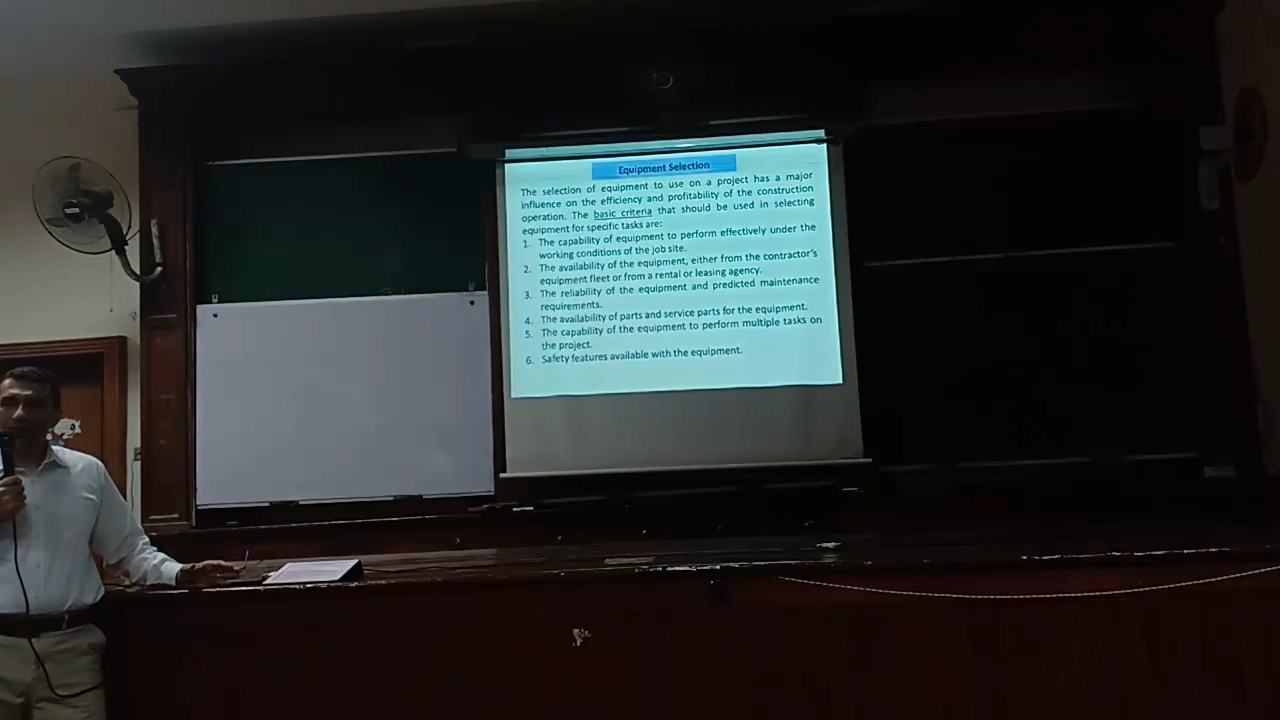 Equipment Selection
The selection of equipment to use on a project has a major
influence on the efficiency and profitability of the construction
operation. The basic criteria that should be used in selecting
equipment for specific tasks are:
1. The capability of equipment to perform effectively under the
working conditions of the job site.
2. The availability of the equipment, either from the contractor's
equipment fleet or from a rental or leasing agency.
3. The reliability of the equipment and predicted maintenance
requirements.
4. The availability of parts and service parts for the equipment.
5. The capability of the equipment to perform multiple tasks on
the project.
6. Safety features available with the equipment.